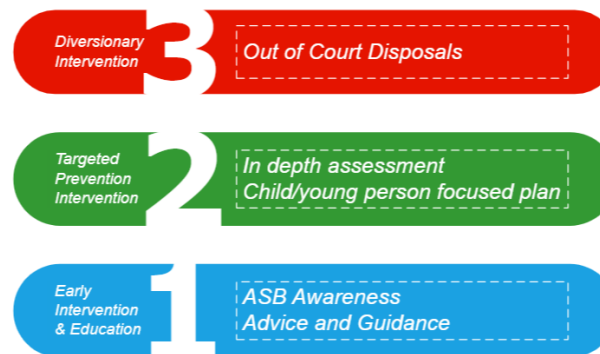 Diversionary
Intervention
3
Out of Court Disposals
Targeted
Prevention
Intervention
2
In depth assessment
Child/young person focused plan
Early
Intervention
& Education
1
ASB Awareness
Advice and Guidance